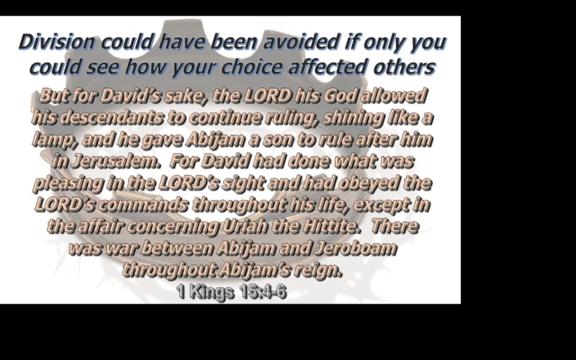 Division could have been avoided if only you
could see how your choice affected others
But for David's sake, the LORD his God allowed
his descendants to continue ruling, shining like a
lamp, and he gave Abijam a son to rule after him
in Jerusalem.  For David had done what was
pleasing in the LORD's sight and had obeyed the
LORD's commands throughout his life, except in
the affair concerning Uriah the Hittite.  There
was war between Abijam and Jeroboam
throughout Abijam's reign.
1 Kings 15:4-6